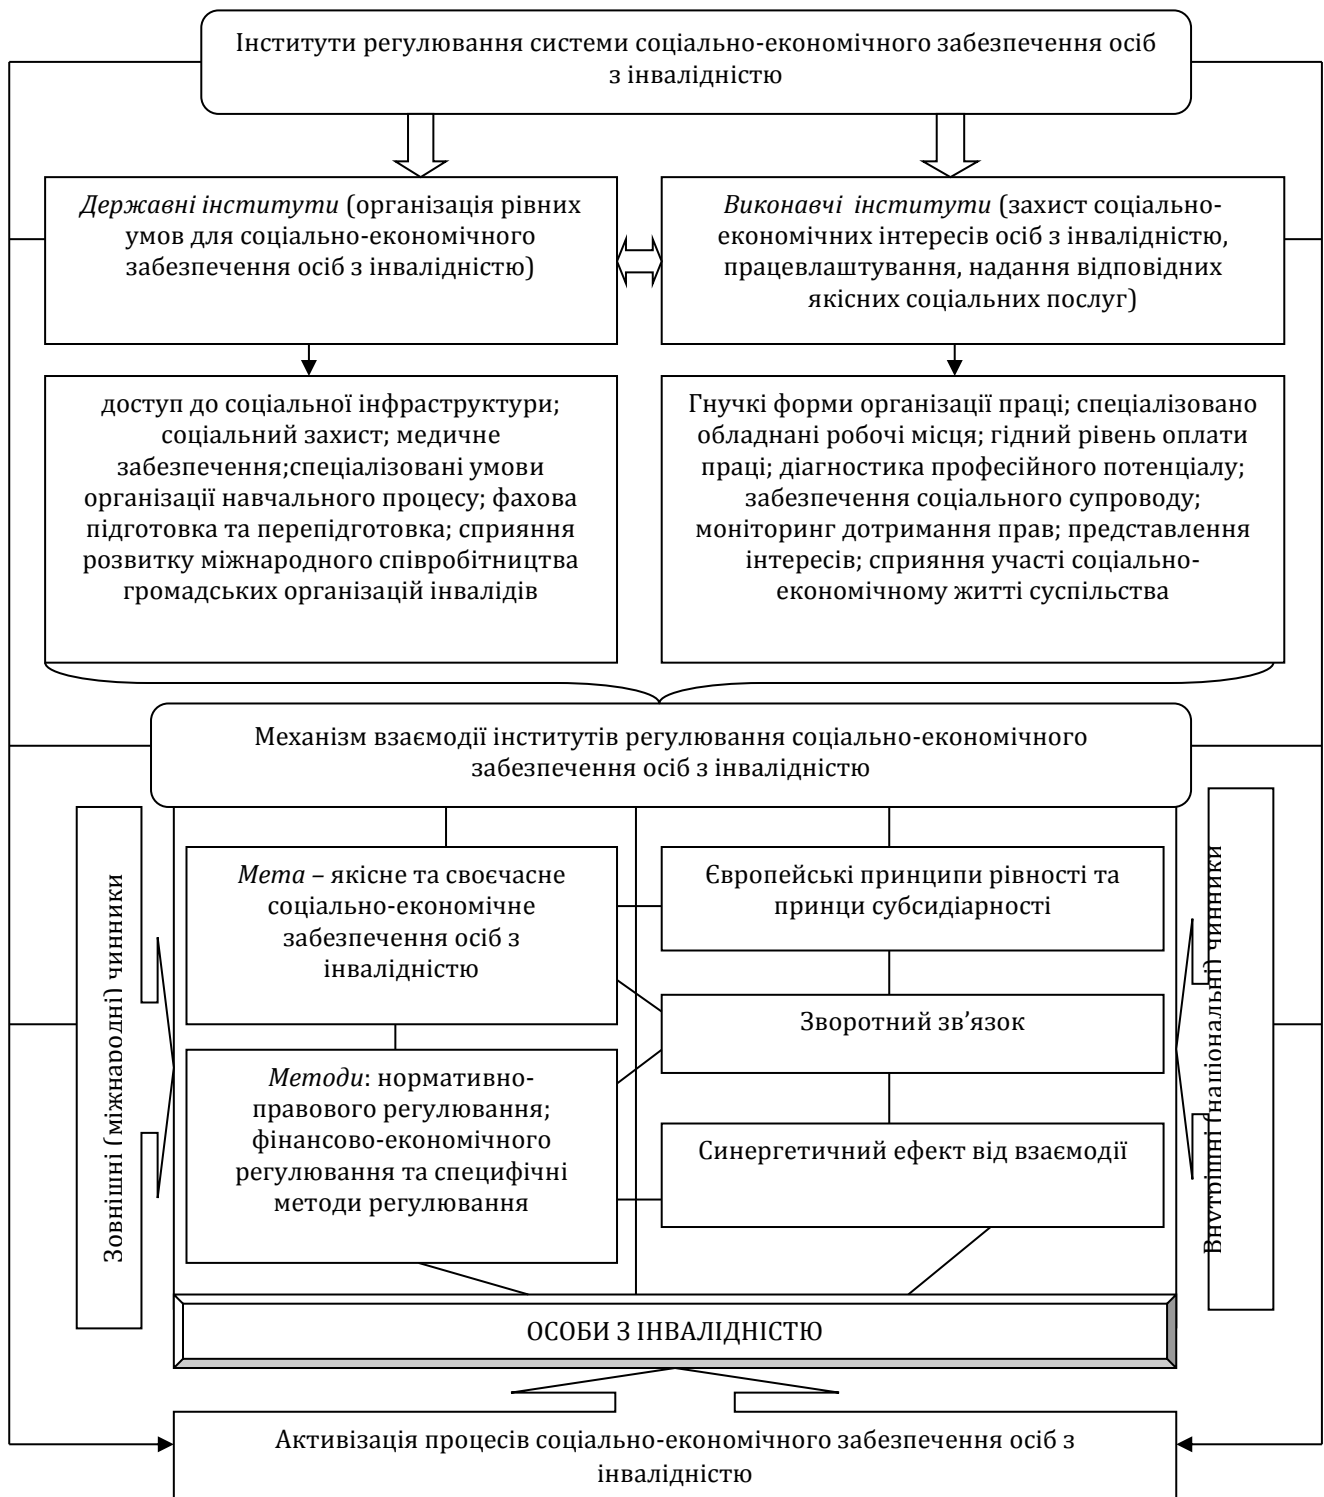 Інститути регулювання системи соціально-економічного забезпечення осіб
з інвалідністю
Державні інститути (організація рівних
умов для соціально-економічного
забезпечення осіб з інвалідністю)
Виконавчі інститути (захист соціально-
економічних інтересів осіб з інвалідністю,
працевлаштування, надання відповідних
якісних соціальних послуг)
доступ до соціальної інфраструктури;
соціальний захист; медичне
забезпечення;спеціалізовані умови
організації навчального процесу; фахова
підготовка та перепідготовка; сприяння
розвитку міжнародного співробітництва
громадських організацій інвалідів
Гнучкі форми організації праці; спеціалізовано
обладнані робочі місця; гідний рівень оплати
праці; діагностика професійного потенціалу;
забезпечення соціального супроводу;
моніторинг дотримання прав; представлення
інтересів; сприяння участі соціально-
економічному житті суспільства
Механізм взаємодії інститутів регулювання соціально-економічного
забезпечення осіб з інвалідністю
Зовнішні (міжнародні) чинники
Мета – якісне та своєчасне
соціально-економічне
забезпечення осіб з
інвалідністю
Методи: нормативно-
правового регулювання;
фінансово-економічного
регулювання та специфічні
методи регулювання
Європейські принципи рівності та
принци субсидіарності
Зворотний зв’язок
Синергетичний ефект від взаємодії
Внутрішні (національні) чинники
ОСОБИ З ІНВАЛІДНІСТЮ
Активізація процесів соціально-економічного забезпечення осіб з
інвалідністю